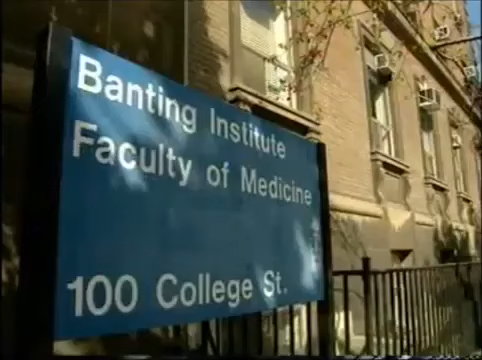 Banting Institute
Faculty of Medicine
100 College St.